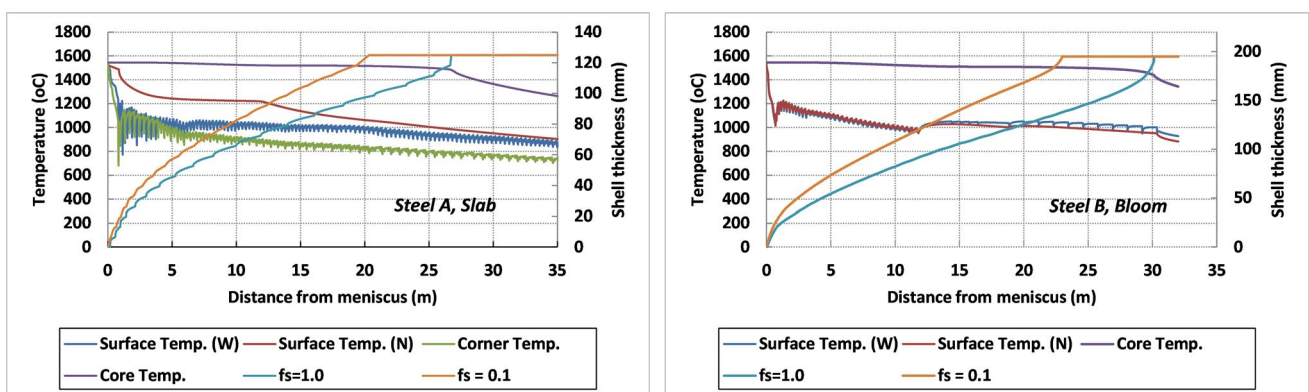 1800
1600
1400
1200
1000
800
600
400
200
0
Temperature (oC)
140
120
100
80
60
40
20
0
Shell thickness (mm)
Steel A, Slab
0 5 10 15 20 25 30 35
Distance from meniscus (m)
Surface Temp. (W) Surface Temp. (N) Corner Temp.
Core Temp. fs=1.0 fs = 0.1
1800
1600
1400
1200
1000
800
600
400
200
0
Temperature (oC)
200
150
100
50
0
Shell thickness (mm)
Steel B, Bloom
0 5 10 15 20 25 30 35
Distance from meniscus (m)
Surface Temp. (W) Surface Temp. (N) Core Temp.
fs=1.0 fs = 0.1